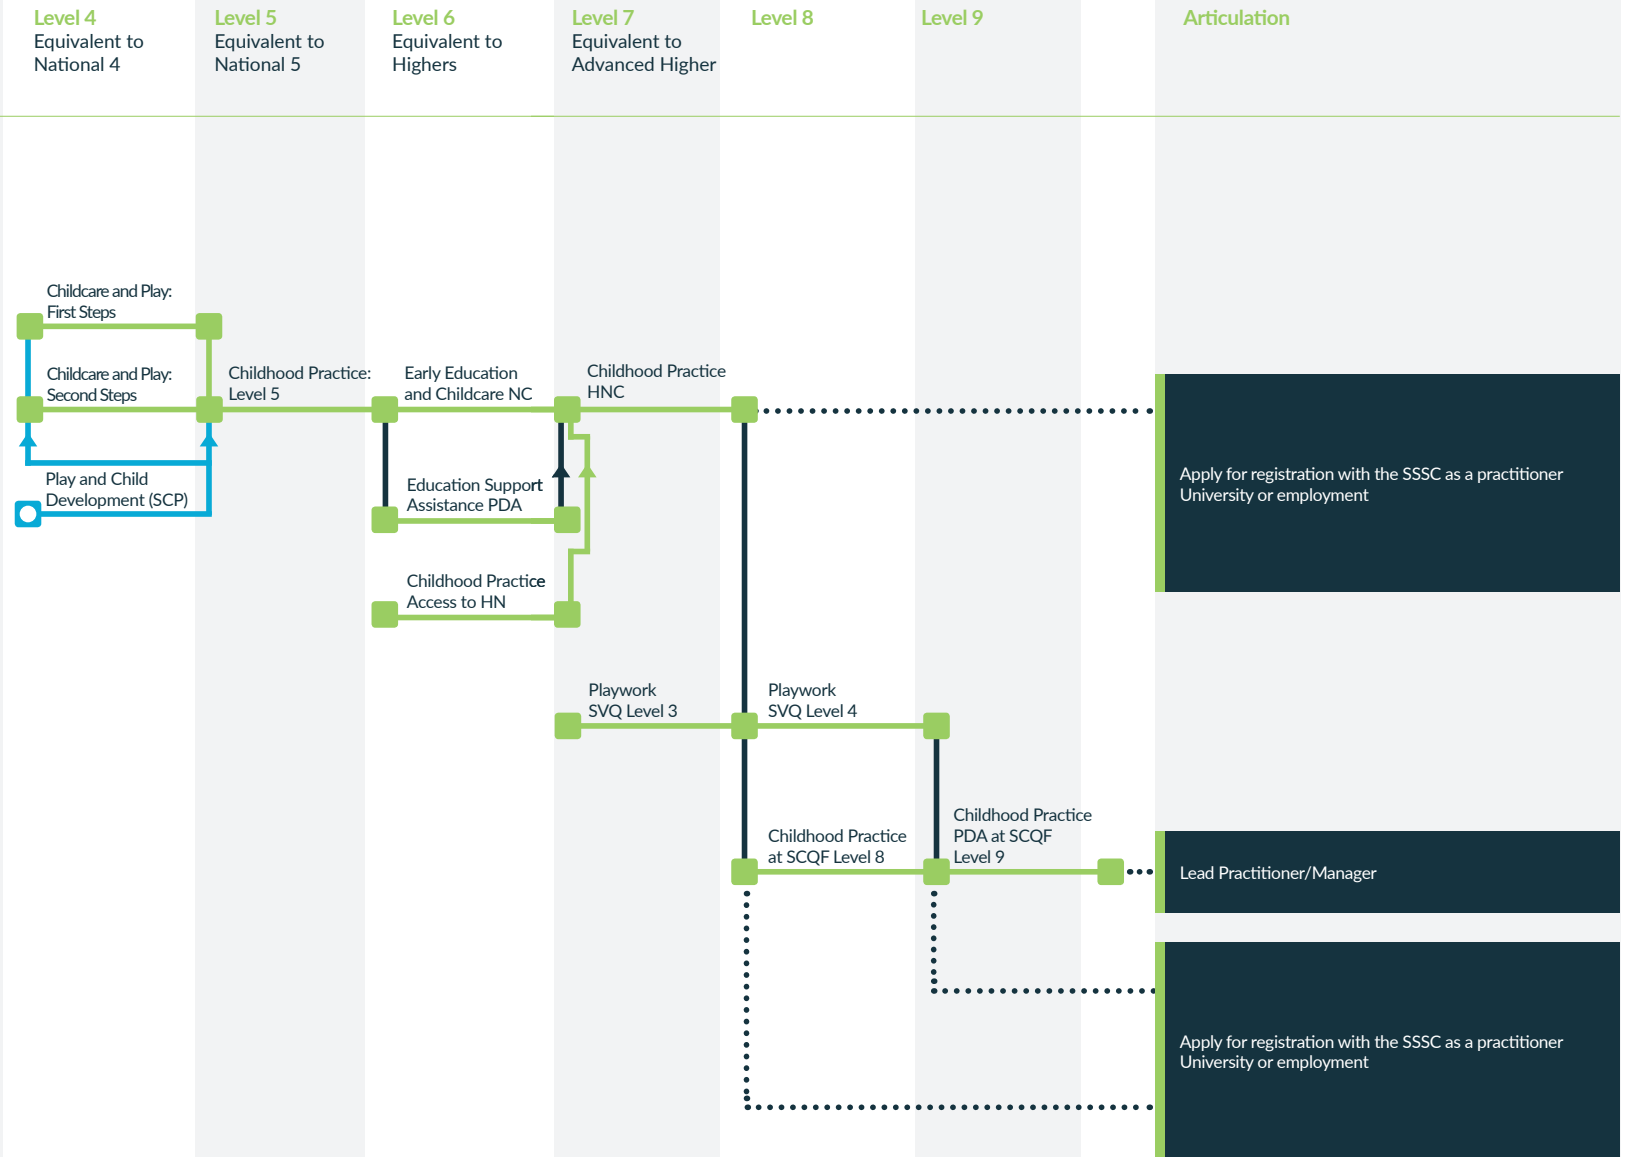 Level 4
Equivalent to
National 4
Level 5
Equivalent to
National 5
Level 6
Equivalent to
Highers
Level 7
Equivalent to
Advanced Higher
Level 8
Level 9
Articulation
Childcare and Play:
First Steps
Childcare and Play:
Second Steps
Play and Child
Development (SCP)
Childhood Practice:
Level 5
Early Education
and Childcare NC
Education Support
Assistance PDA
Childhood Practice
Access to HN
Childhood Practice
HNC
Playwork
SVQ Level 3
Playwork
SVQ Level 4
Childhood Practice
at SCQF Level 8
Childhood Practice
PDA at SCQF
Level 9
Apply for registration with the SSSC as a practitioner
University or employment
Lead Practitioner/Manager
Apply for registration with the SSSC as a practitioner
University or employment